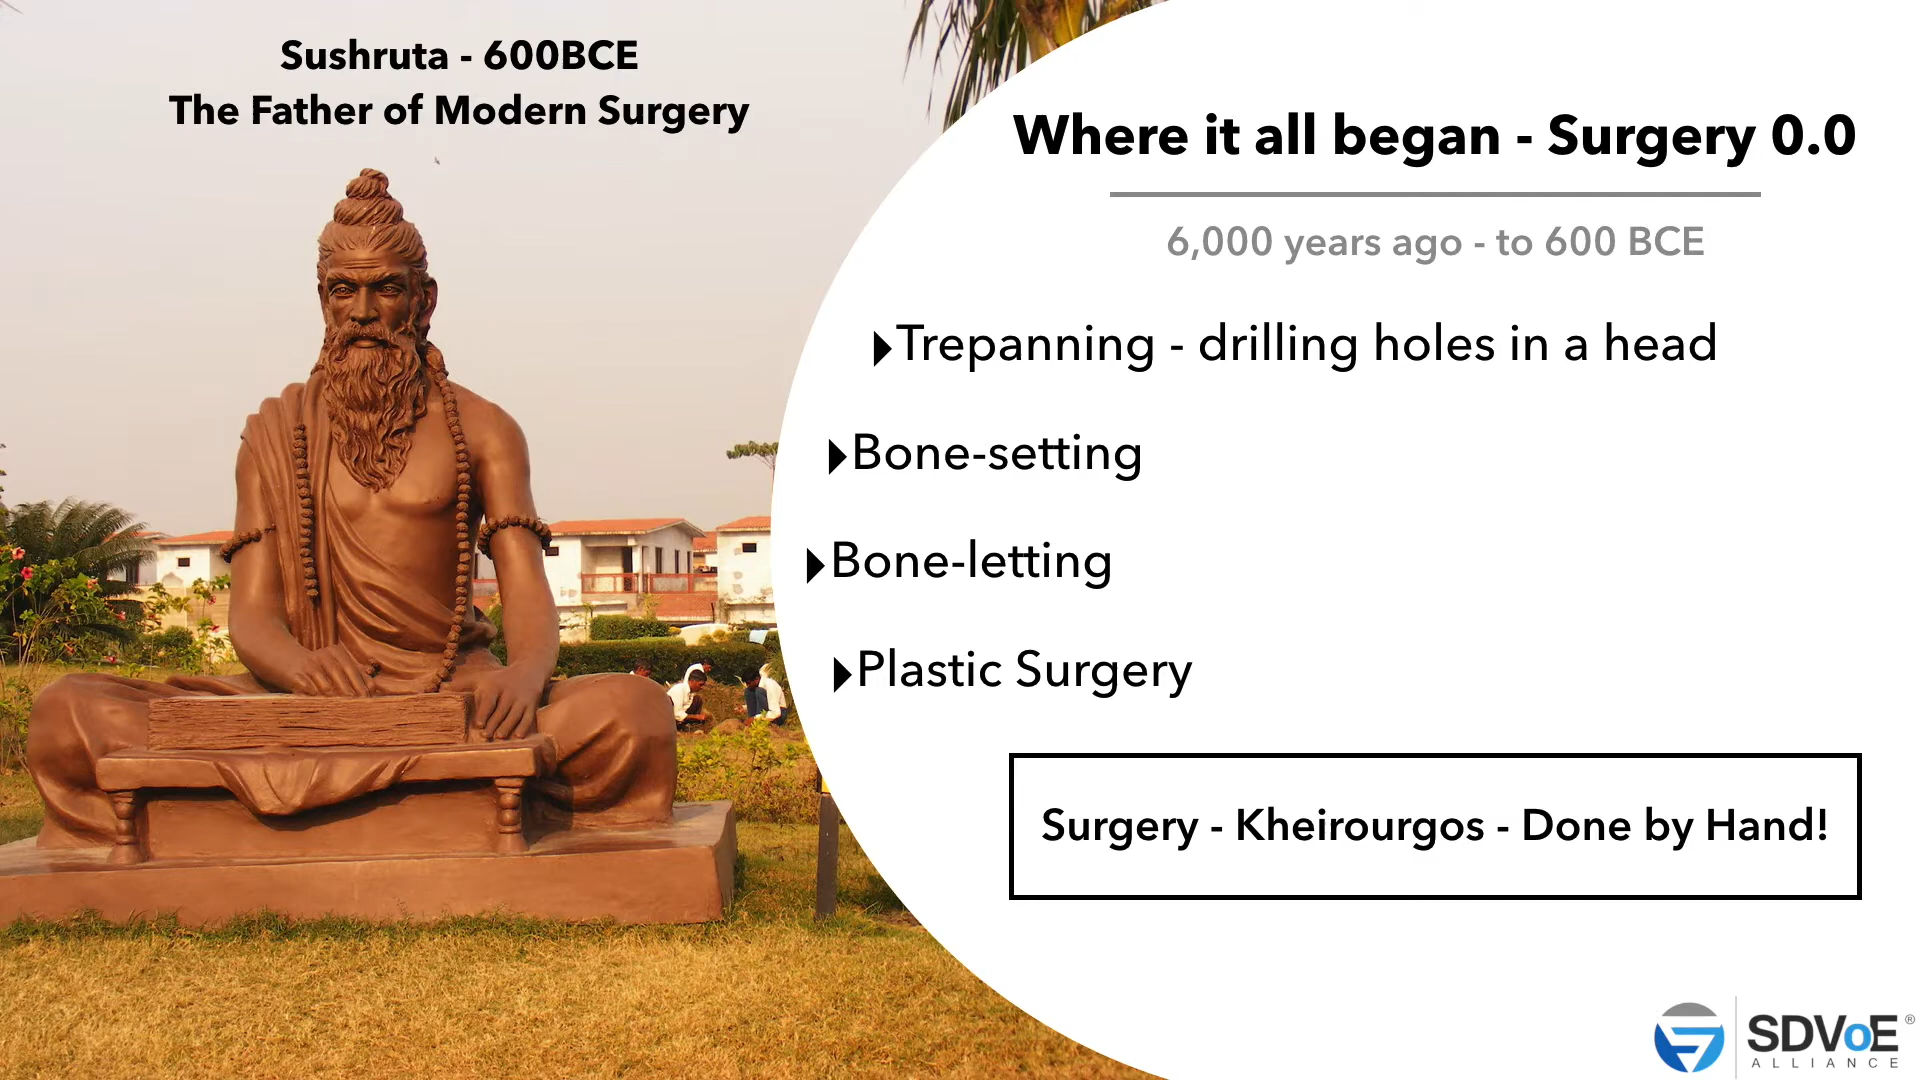 Sushruta - 600BCE
The Father of Modern Surgery
Where it all began - Surgery 0.0
6,000 years ago - to 600 BCE
Trepanning - drilling holes in a head
Bone-setting
Bone-letting
Plastic Surgery
Surgery - Kheirourgos - Done by Hand!
SDVoE®
ALLIANCE